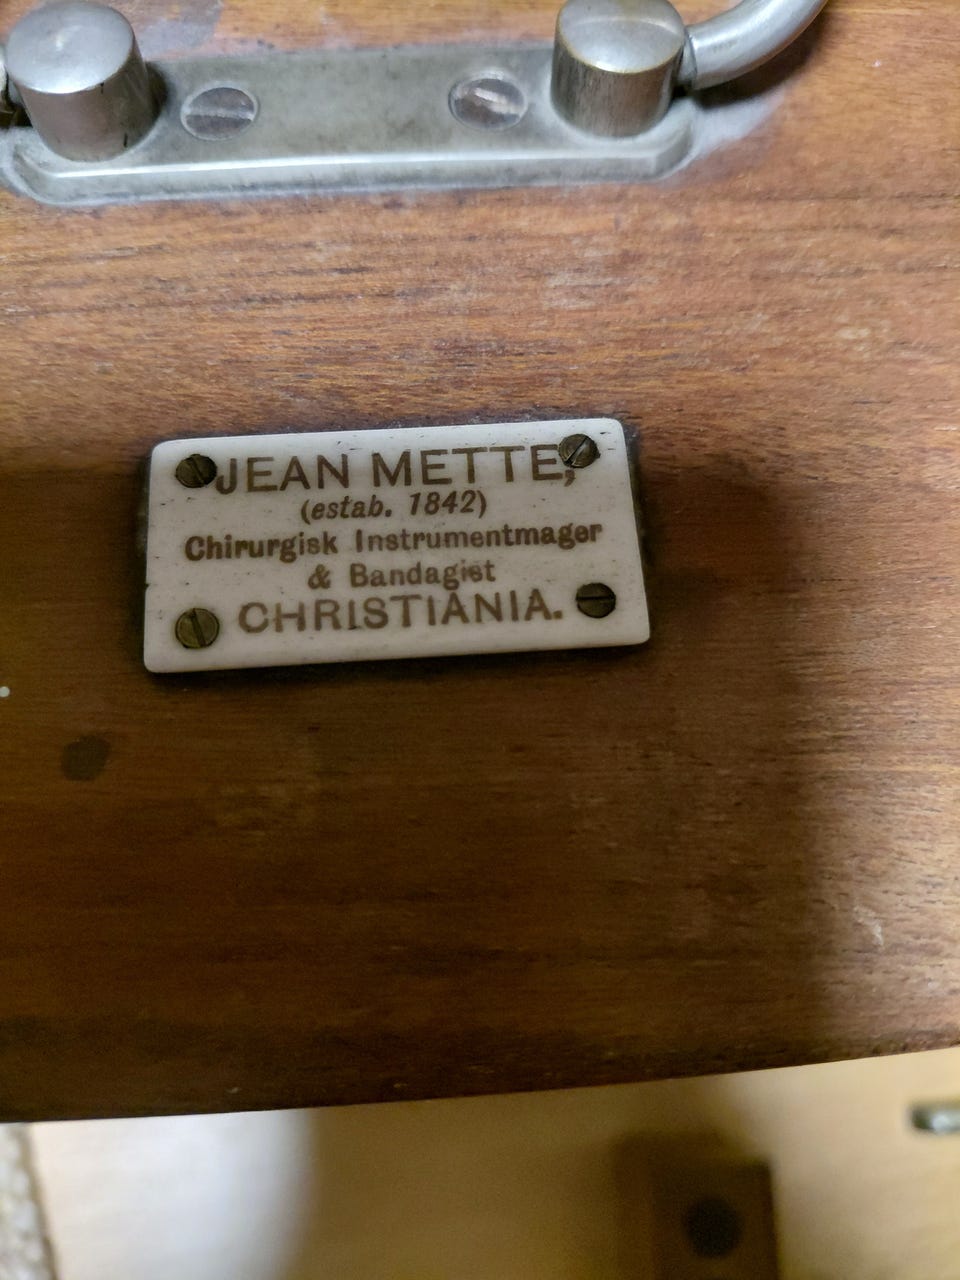 JEAN METTE,
(estab. 1842)
Chirurgisk Instrumentmager
& Bandagist
CHRISTIANIA.